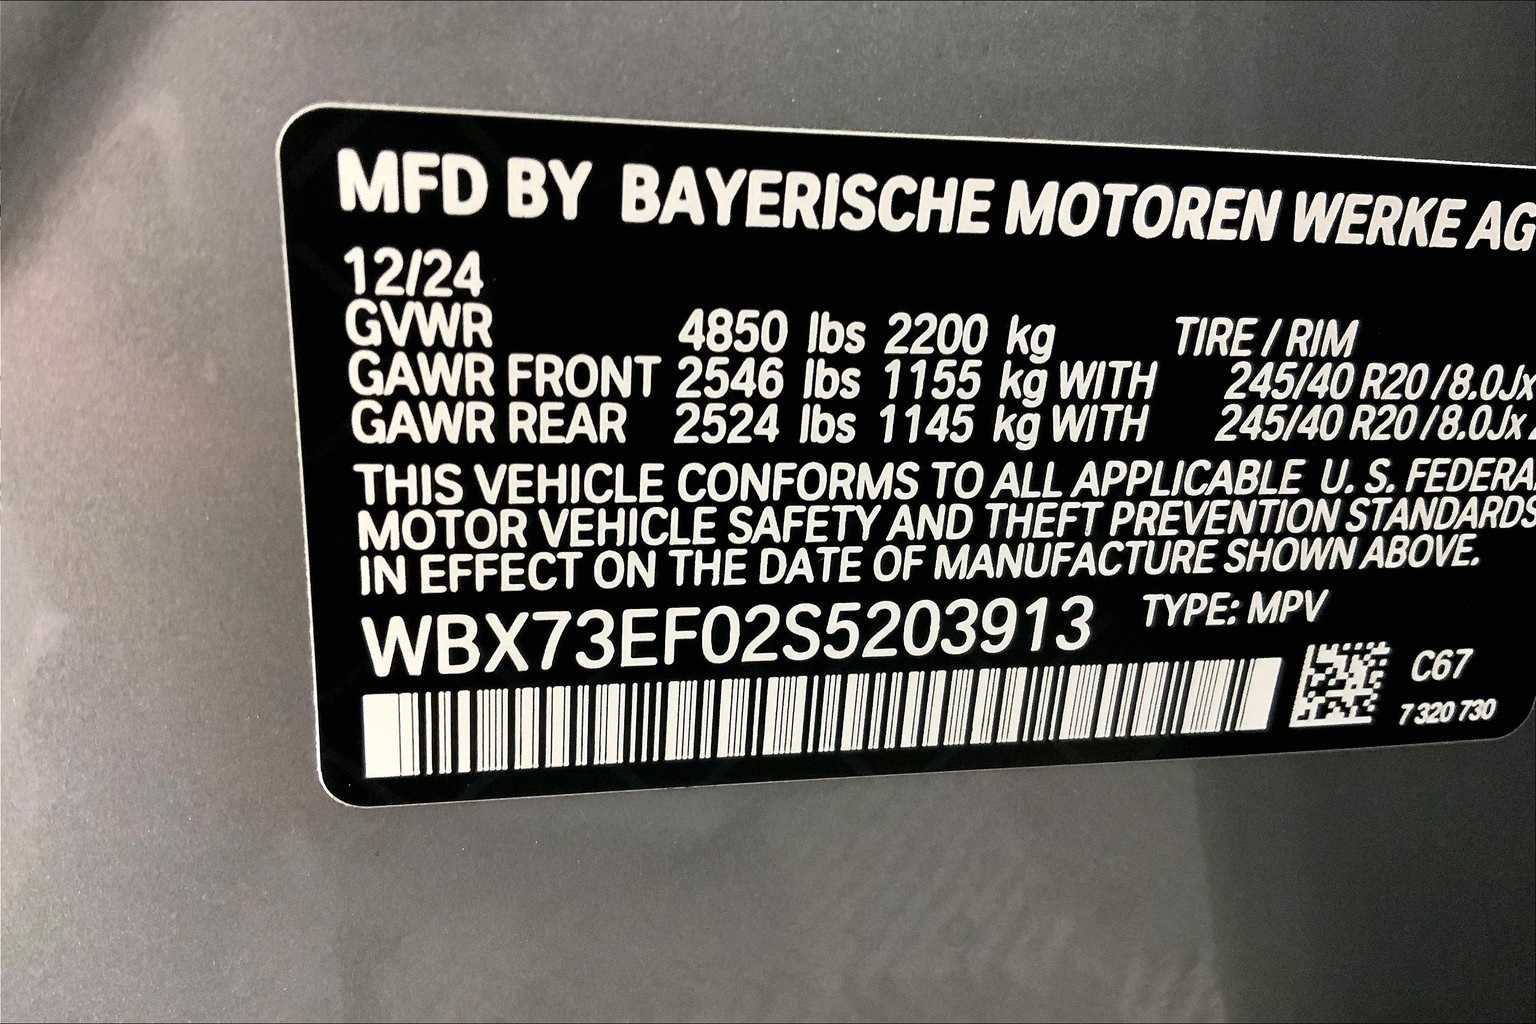 MFD BY BAYERISCHE MOTOREN WERKE AG
12/24
GVWR 4850 lbs 2200 kg TIRE / RIM
GAWR FRONT 2546 lbs 1155 kg WITH 245/40 R20 / 8.0Jx
GAWR REAR 2524 lbs 1145 kg WITH 245/40 R20 / 8.0Jx
THIS VEHICLE CONFORMS TO ALL APPLICABLE U. S. FEDERAL
MOTOR VEHICLE SAFETY AND THEFT PREVENTION STANDARDS
IN EFFECT ON THE DATE OF MANUFACTURE SHOWN ABOVE.
WBX73EF02S5203913 TYPE: MPV
C67
7 320 730